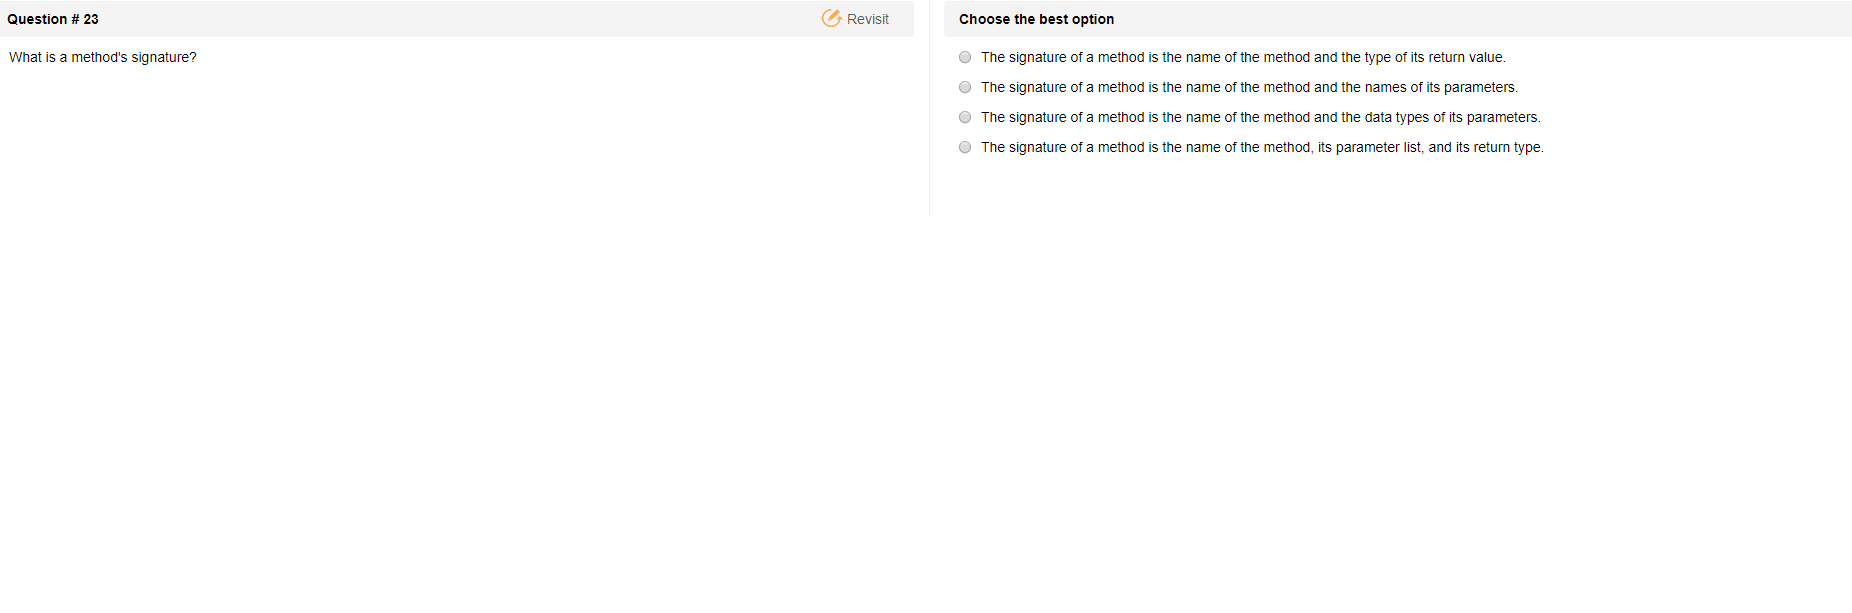 Question # 23
Revisit
What is a method's signature?
Choose the best option
The signature of a method is the name of the method and the type of its return value.
The signature of a method is the name of the method and the names of its parameters.
The signature of a method is the name of the method and the data types of its parameters.
The signature of a method is the name of the method, its parameter list, and its return type.